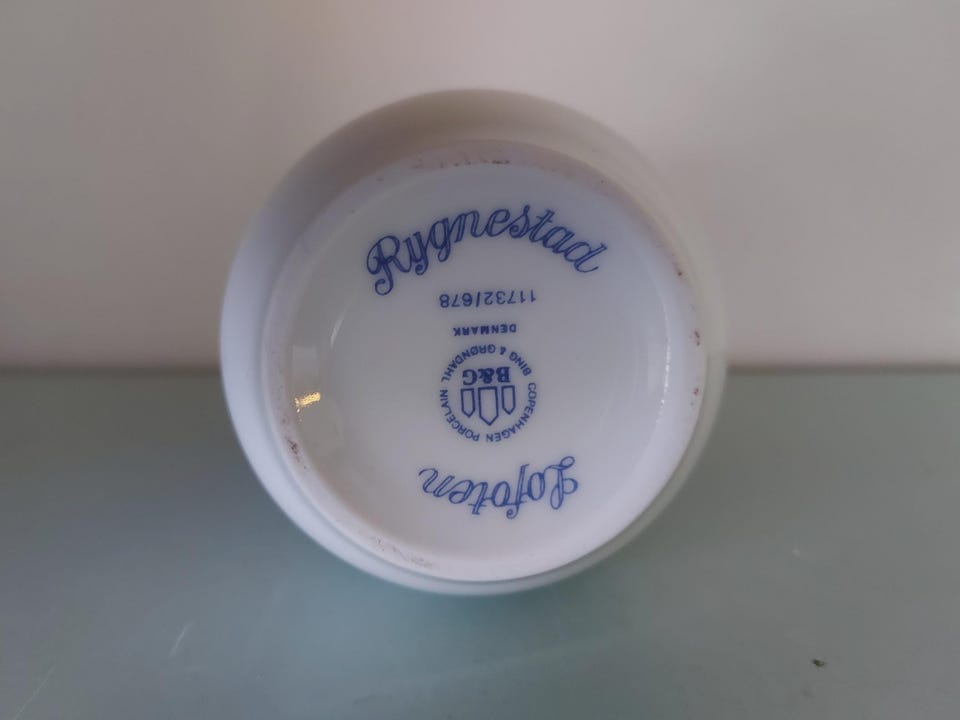 Rygnestad
11732/678
DENMARK
BING & GRØNDAHL
B&G
COPENHAGEN PORCELAIN
Lofoten